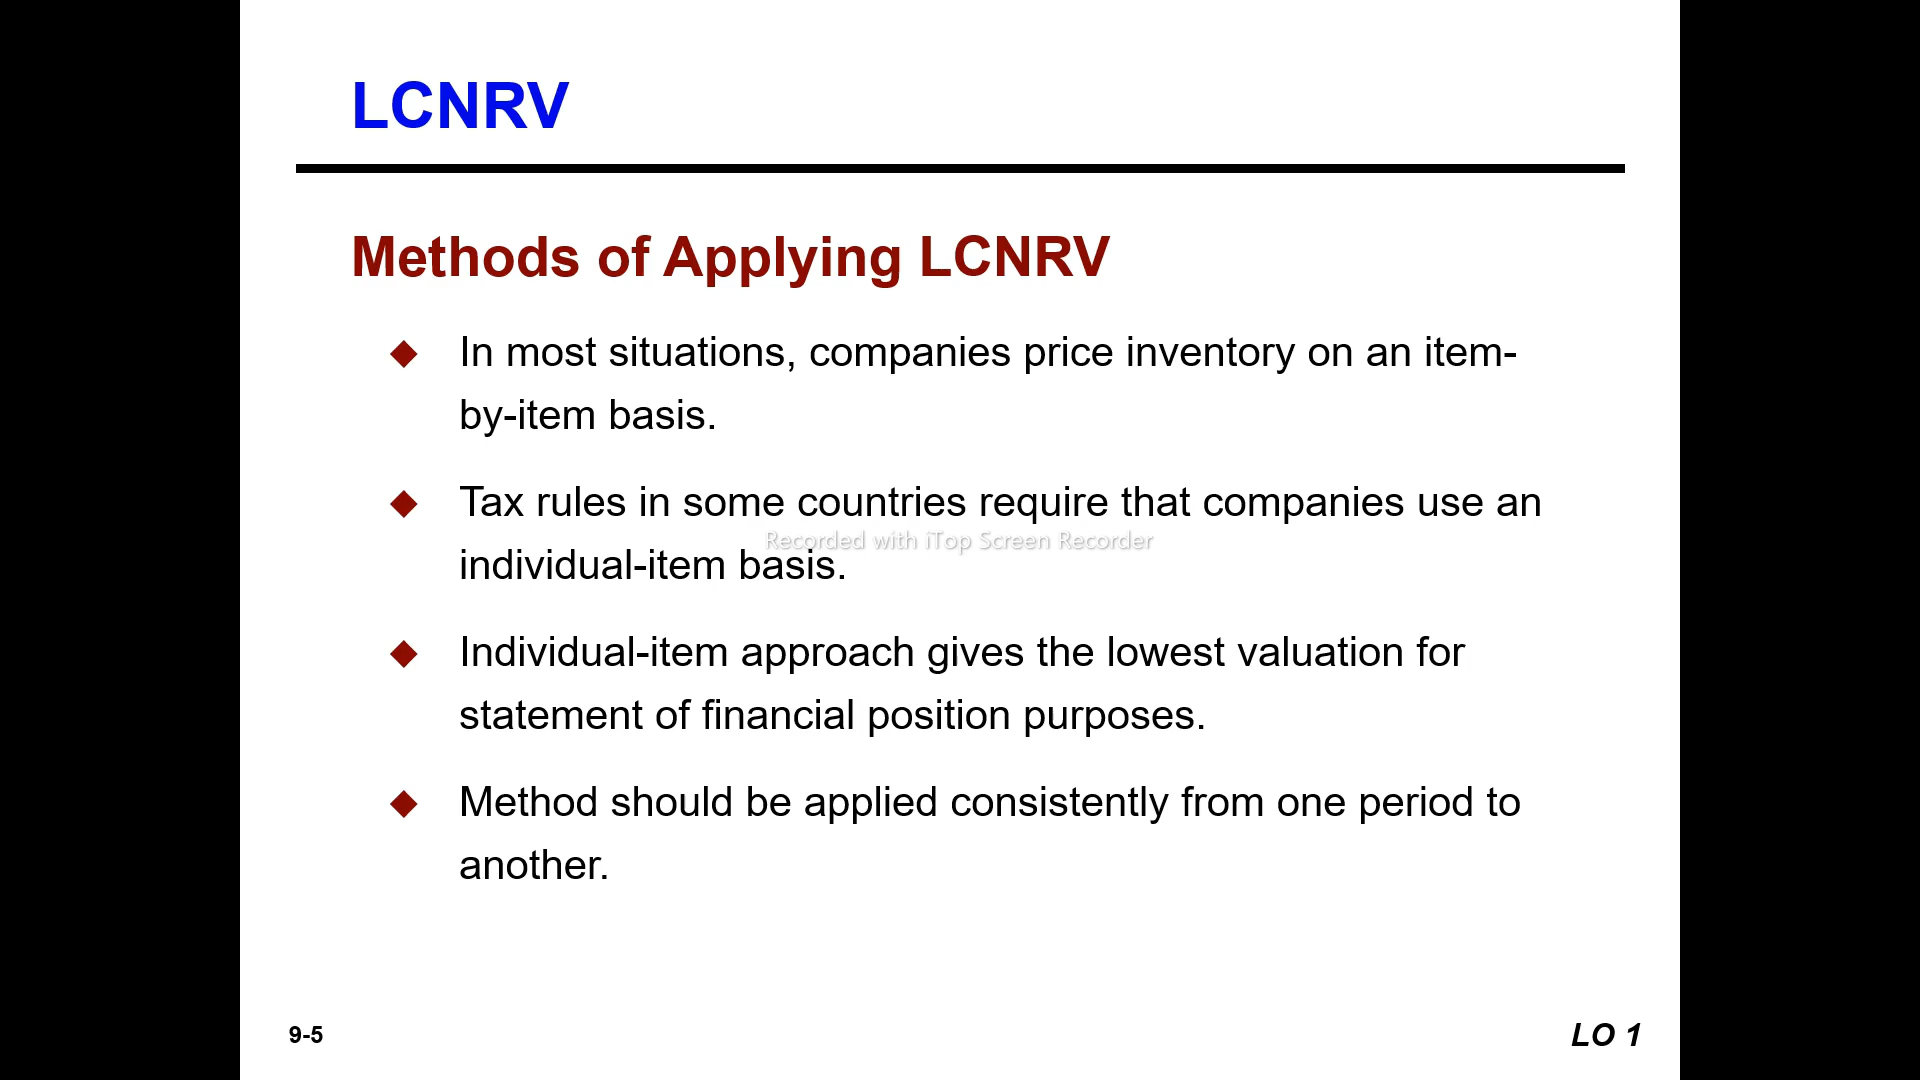 LCNRV
Methods of Applying LCNRV
◆ In most situations, companies price inventory on an item-
by-item basis.
◆ Tax rules in some countries require that companies use an
Recorded with iTop Screen Recorder
individual-item basis.
◆ Individual-item approach gives the lowest valuation for
statement of financial position purposes.
◆ Method should be applied consistently from one period to
another.
9-5
LO 1